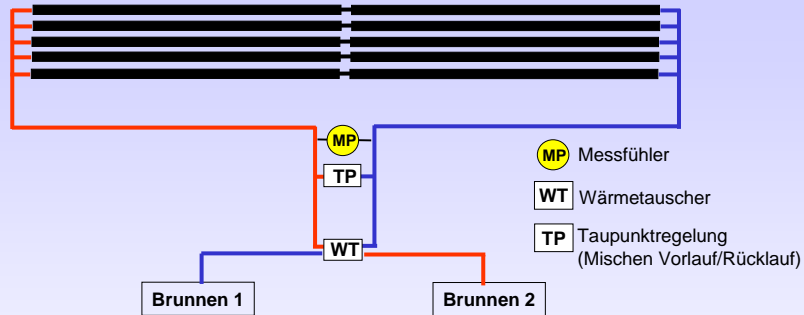 MP
MP Messfühler
TP
WT Wärmetauscher
TP Taupunktregelung
(Mischen Vorlauf/Rücklauf)
WT
Brunnen 1
Brunnen 2